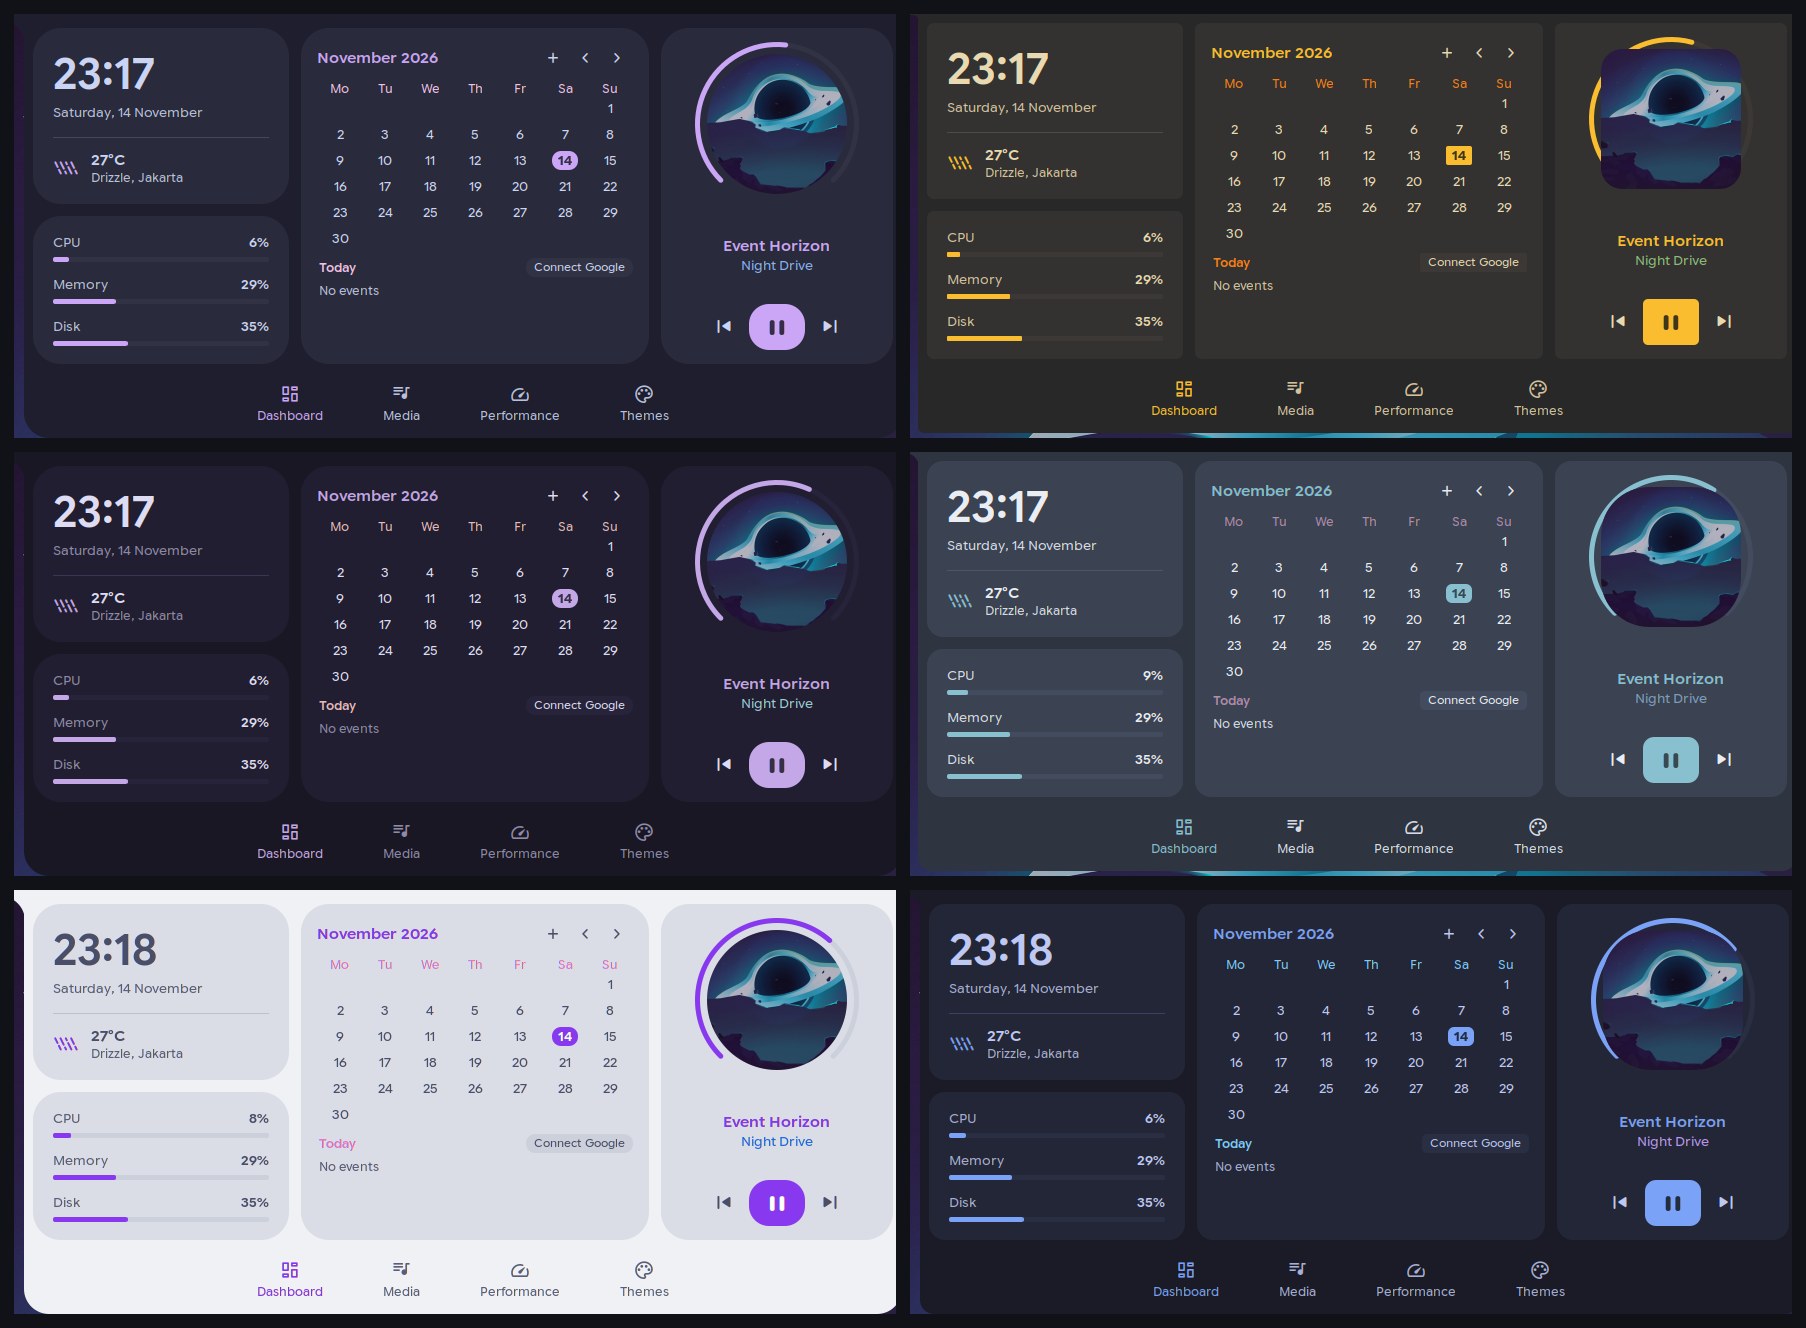 23:17
Saturday, 14 November
27°C
Drizzle, Jakarta
CPU 6%
Memory 29%
Disk 35%
November 2026
Mo Tu We Th Fr Sa Su
1
2 3 4 5 6 7 8
9 10 11 12 13 14 15
16 17 18 19 20 21 22
23 24 25 26 27 28 29
30
Today Connect Google
No events
Event Horizon
Night Drive
Dashboard Media Performance Themes
23:17
Saturday, 14 November
27°C
Drizzle, Jakarta
CPU 6%
Memory 29%
Disk 35%
November 2026
Mo Tu We Th Fr Sa Su
1
2 3 4 5 6 7 8
9 10 11 12 13 14 15
16 17 18 19 20 21 22
23 24 25 26 27 28 29
30
Today Connect Google
No events
Event Horizon
Night Drive
Dashboard Media Performance Themes
23:17
Saturday, 14 November
27°C
Drizzle, Jakarta
CPU 6%
Memory 29%
Disk 35%
November 2026
Mo Tu We Th Fr Sa Su
1
2 3 4 5 6 7 8
9 10 11 12 13 14 15
16 17 18 19 20 21 22
23 24 25 26 27 28 29
30
Today Connect Google
No events
Event Horizon
Night Drive
Dashboard Media Performance Themes
23:17
Saturday, 14 November
27°C
Drizzle, Jakarta
CPU 9%
Memory 29%
Disk 35%
November 2026
Mo Tu We Th Fr Sa Su
1
2 3 4 5 6 7 8
9 10 11 12 13 14 15
16 17 18 19 20 21 22
23 24 25 26 27 28 29
30
Today Connect Google
No events
Event Horizon
Night Drive
Dashboard Media Performance Themes
23:18
Saturday, 14 November
27°C
Drizzle, Jakarta
CPU 8%
Memory 29%
Disk 35%
November 2026
Mo Tu We Th Fr Sa Su
1
2 3 4 5 6 7 8
9 10 11 12 13 14 15
16 17 18 19 20 21 22
23 24 25 26 27 28 29
30
Today Connect Google
No events
Event Horizon
Night Drive
Dashboard Media Performance Themes
23:18
Saturday, 14 November
27°C
Drizzle, Jakarta
CPU 6%
Memory 29%
Disk 35%
November 2026
Mo Tu We Th Fr Sa Su
1
2 3 4 5 6 7 8
9 10 11 12 13 14 15
16 17 18 19 20 21 22
23 24 25 26 27 28 29
30
Today Connect Google
No events
Event Horizon
Night Drive
Dashboard Media Performance Themes